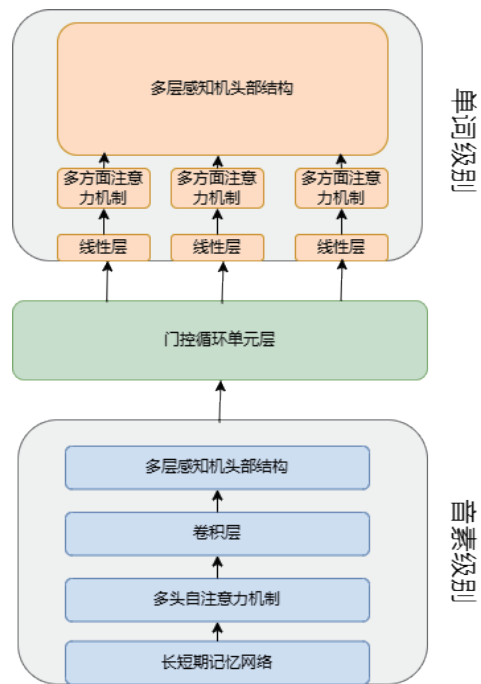 多层感知机头部结构
单词级别
多方面注意
力机制
多方面注意
力机制
多方面注意
力机制
线性层
线性层
线性层
门控循环单元层
多层感知机头部结构
卷积层
音素级别
多头自注意力机制
长短期记忆网络